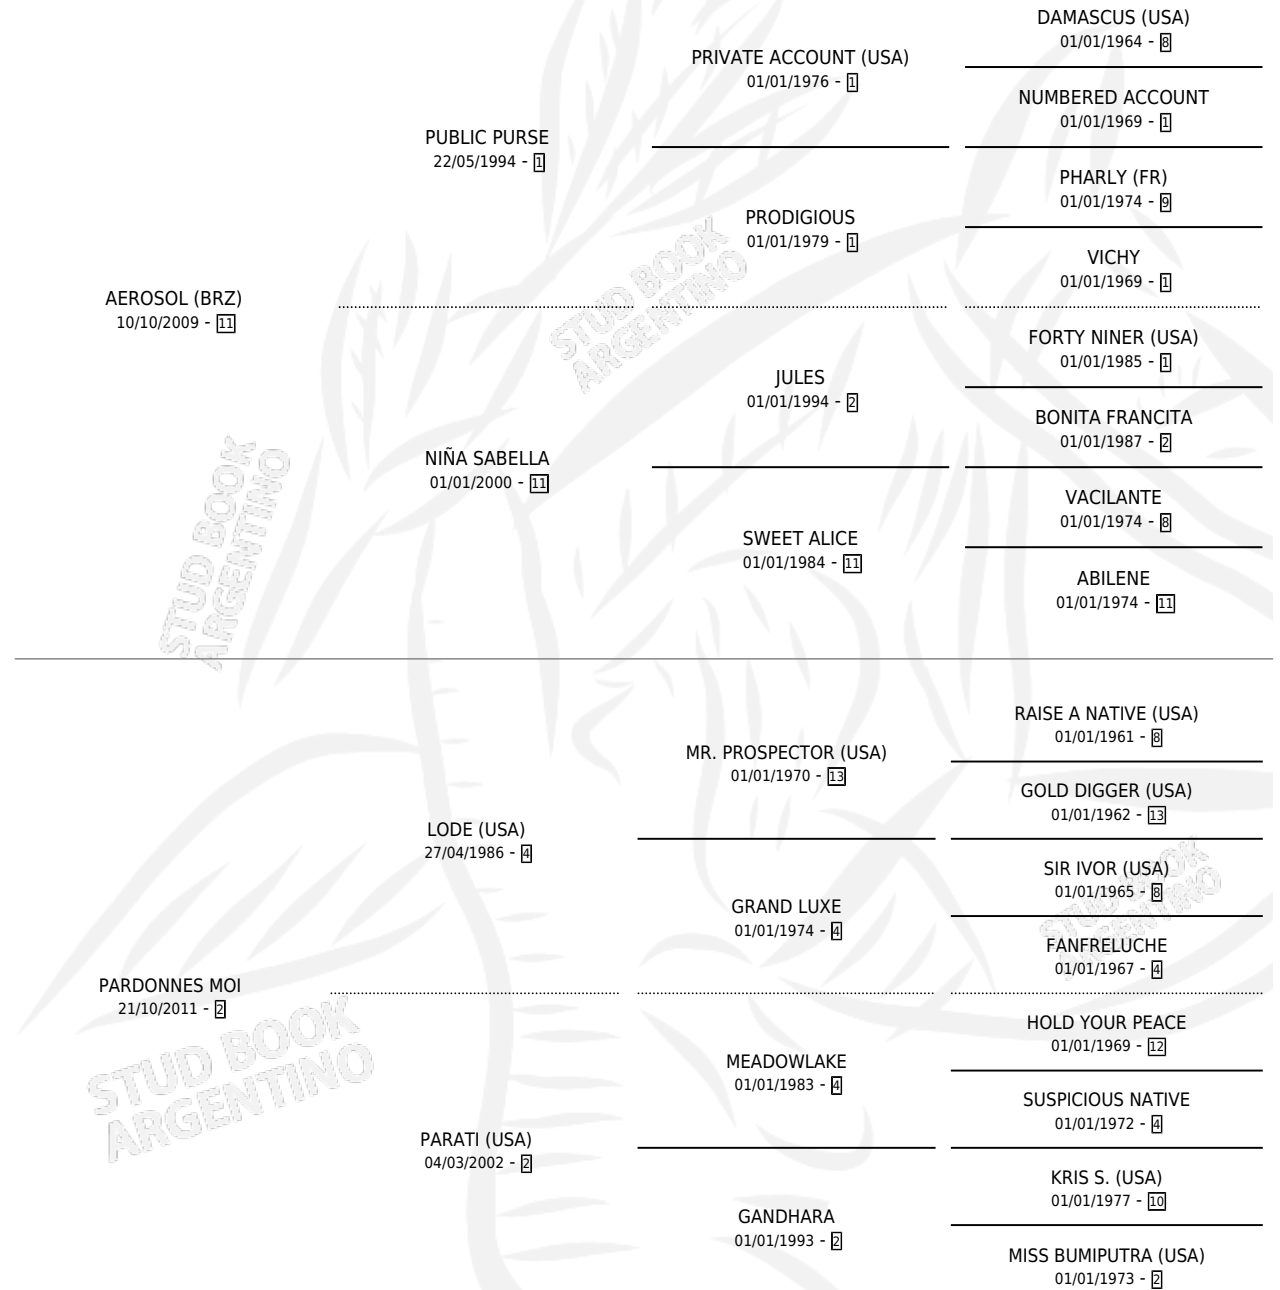 DAMASCUS (USA)
01/01/1964 - 8
PRIVATE ACCOUNT (USA)
01/01/1976 - 1
NUMBERED ACCOUNT
01/01/1969 - 1
PUBLIC PURSE
22/05/1994 - 1
PHARLY (FR)
01/01/1974 - 9
PRODIGIOUS
01/01/1979 - 1
VICHY
01/01/1969 - 1
AEROSOL (BRZ)
10/10/2009 - 11
FORTY NINER (USA)
01/01/1985 - 1
JULES
01/01/1994 - 2
BONITA FRANCITA
01/01/1987 - 2
NIÑA SABELLA
01/01/2000 - 11
VACILANTE
01/01/1974 - 8
SWEET ALICE
01/01/1984 - 11
ABILENE
01/01/1974 - 11
RAISE A NATIVE (USA)
01/01/1961 - 8
MR. PROSPECTOR (USA)
01/01/1970 - 13
GOLD DIGGER (USA)
01/01/1962 - 13
LODE (USA)
27/04/1986 - 4
SIR IVOR (USA)
01/01/1965 - 8
GRAND LUXE
01/01/1974 - 4
FANFRELUCHE
01/01/1967 - 4
PARDONNES MOI
21/10/2011 - 2
HOLD YOUR PEACE
01/01/1969 - 12
MEADOWLAKE
01/01/1983 - 4
SUSPICIOUS NATIVE
01/01/1972 - 4
PARATI (USA)
04/03/2002 - 2
KRIS S. (USA)
01/01/1977 - 10
GANDHARA
01/01/1993 - 2
MISS BUMIPUTRA (USA)
01/01/1973 - 2
STUD BOOK
ARGENTINO
STUD BOOK
ARGENTINO
STUD BOOK
ARGENTINO
STUD BOOK
ARGENTINO